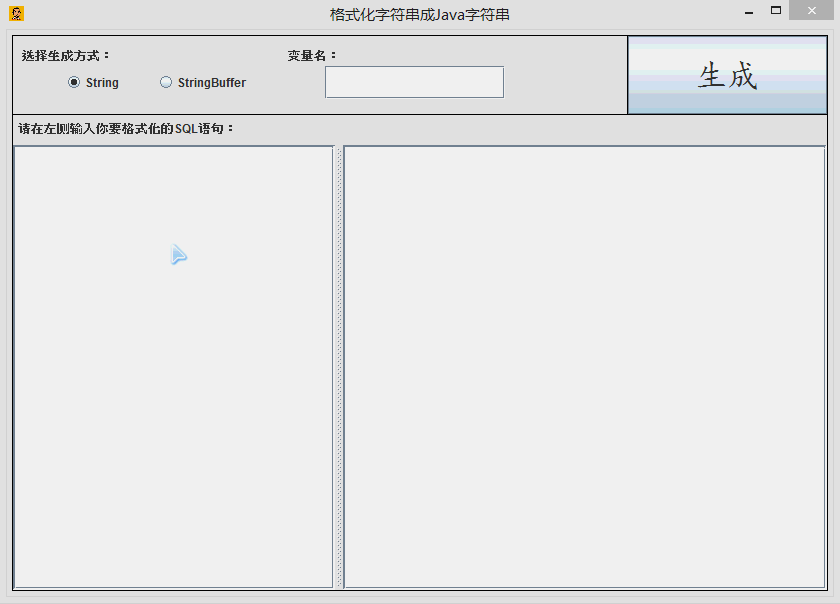 格式化字符串成Java字符串
选择生成方式：
变量名：
String
StringBuffer
生成
请在左侧输入你要格式化的SQL语句：